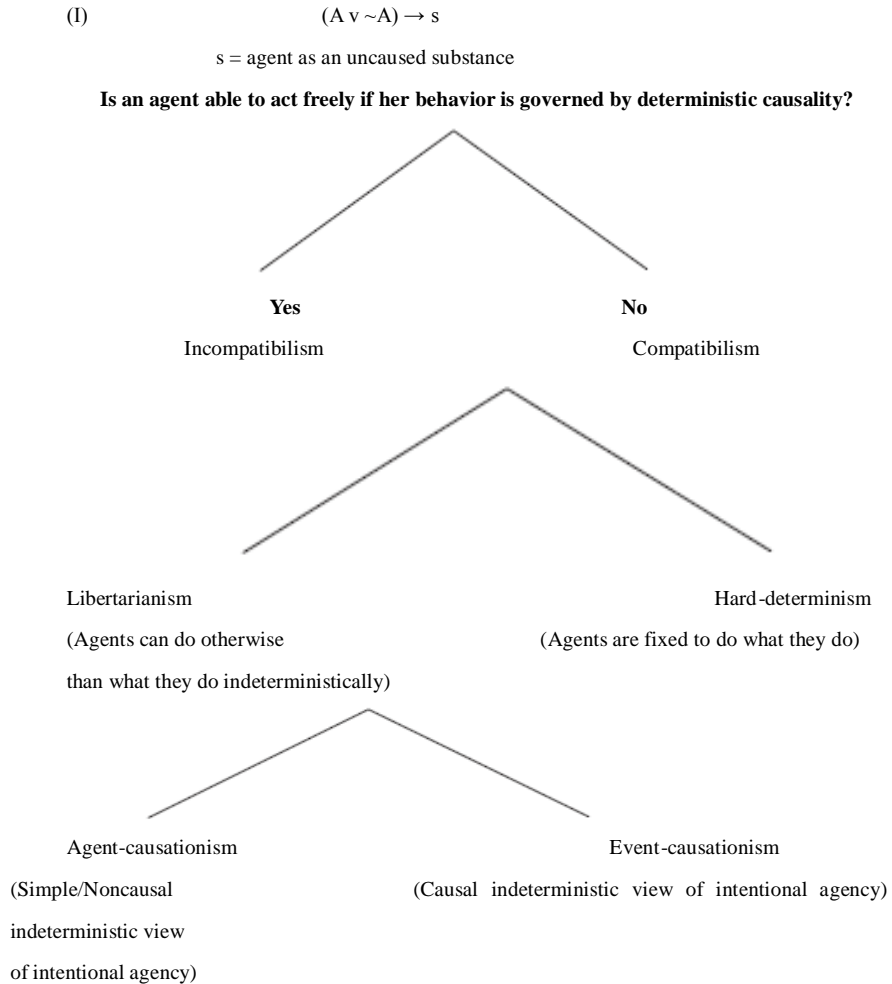 (I) (A v ~A) → s
s = agent as an uncaused substance
Is an agent able to act freely if her behavior is governed by deterministic causality?
Yes No
Incompatibilism Compatibilism
Libertarianism Hard-determinism
(Agents can do otherwise (Agents are fixed to do what they do)
than what they do indeterministically)
Agent-causationism Event-causationism
(Simple/Noncausal (Causal indeterministic view of intentional agency)
indeterministic view
of intentional agency)